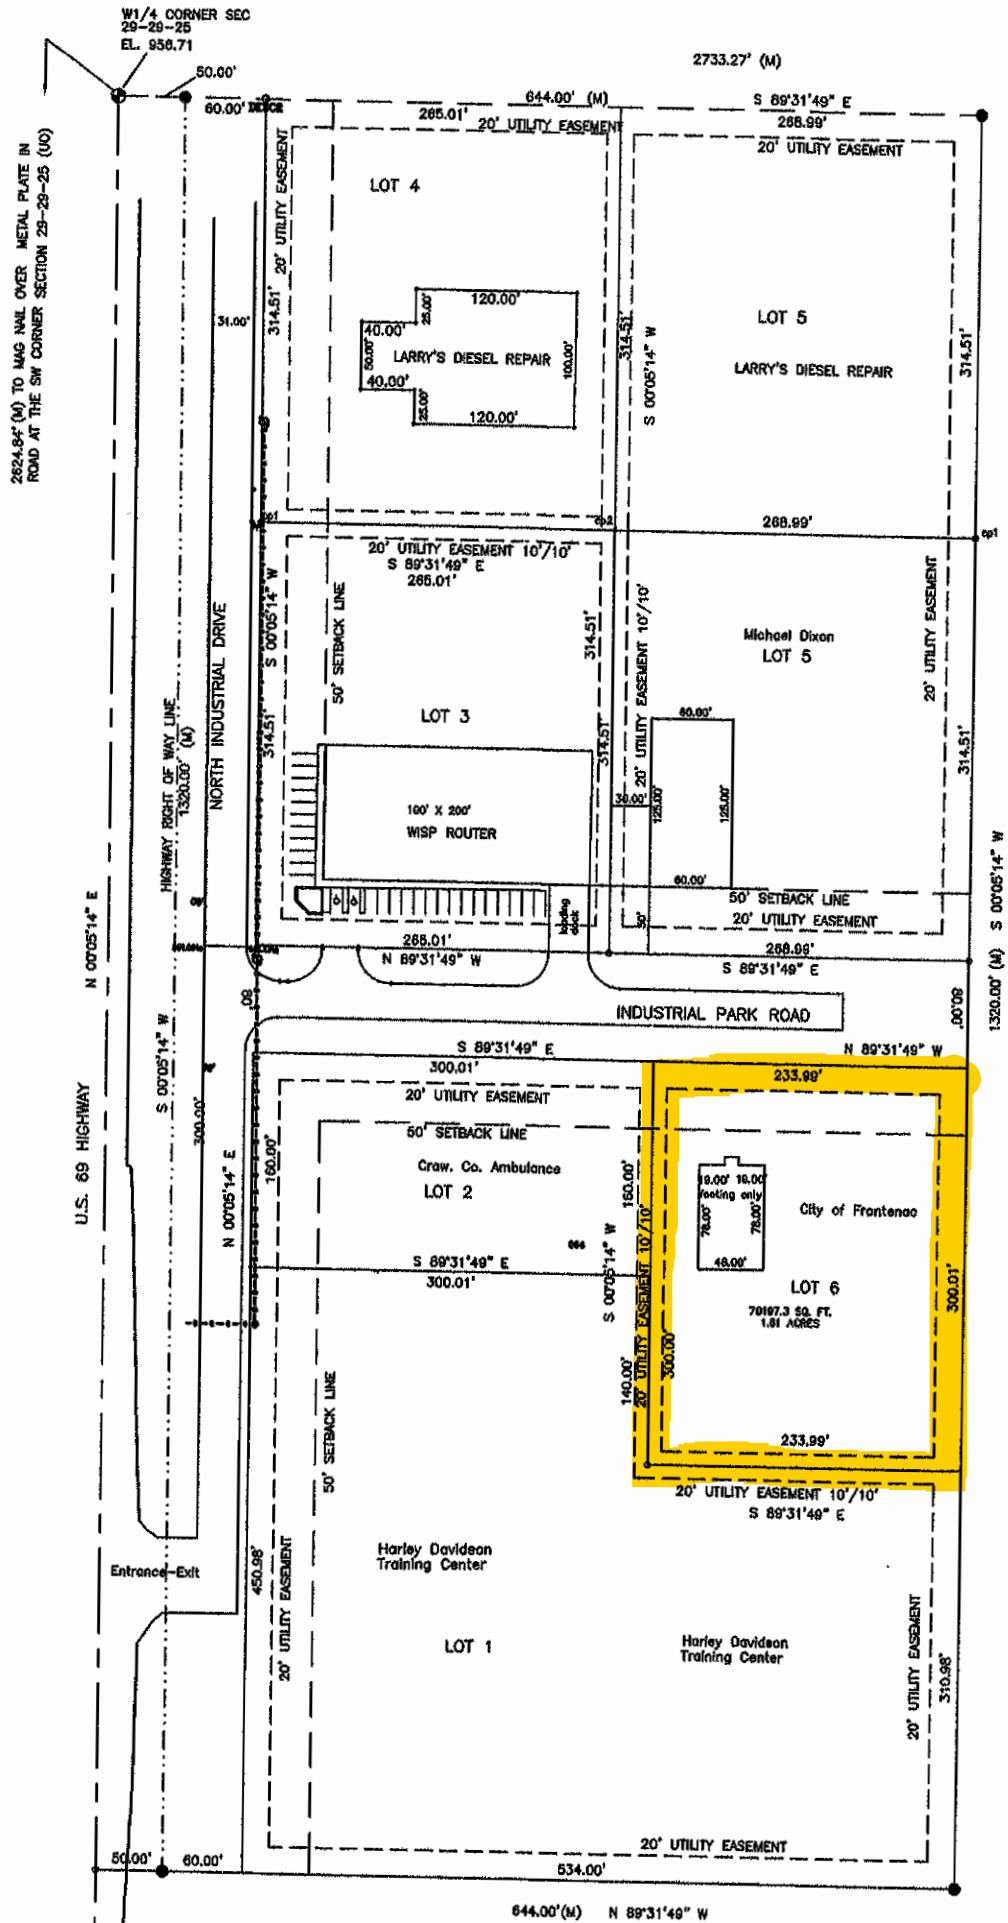 W1/4 CORNER SEC
29-29-25
EL. 958.71
50.00'
2733.27' (M)
60.00'
644.00' (M)
S 89°31'49" E
265.01'
268.99'
20' UTILITY EASEMENT
20' UTILITY EASEMENT
2624.84' (M) TO MAG NAIL OVER METAL PLATE IN
ROAD AT THE SW CORNER SECTION 29-29-25 (UO)
20' UTILITY EASEMENT
LOT 4
314.51'
31.00'
120.00'
25.00'
40.00'
50.00'
LARRY'S DIESEL REPAIR
100.00'
40.00'
25.00'
120.00'
314.51'
S 00°05'14" W
LOT 5
LARRY'S DIESEL REPAIR
314.51'
cp1
cp2
268.99'
cp1
20' UTILITY EASEMENT 10'/10'
S 89°31'49" E
265.01'
S 00°05'14" W
50' SETBACK LINE
314.51'
20' UTILITY EASEMENT 10'/10'
Michael Dixon
LOT 5
20' UTILITY EASEMENT
NORTH INDUSTRIAL DRIVE
HIGHWAY RIGHT OF WAY LINE
1320.00' (M)
314.51'
LOT 3
314.51'
60.00'
314.51'
100' X 200'
WISP ROUTER
30.00'
125.00'
125.00'
60.00'
50' SETBACK LINE
20' UTILITY EASEMENT
loading
dock
50'
N 00°05'14" E
265.01'
N 89°31'49" W
268.99'
S 89°31'49" E
1320.00' (M) S 00°05'14" W
60.00'
INDUSTRIAL PARK ROAD
S 00°05'14" W
S 89°31'49" E
300.01'
N 89°31'49" W
233.99'
20' UTILITY EASEMENT
50' SETBACK LINE
U.S. 69 HIGHWAY
300.00'
N 00°05'14" E
160.00'
Craw. Co. Ambulance
LOT 2
160.00'
S 00°05'14" W
20' UTILITY EASEMENT 10'/10'
19.00' 19.00'
footing only
78.00'
78.00'
48.00'
City of Frontenac
LOT 6
70197.3 SQ. FT.
1.61 ACRES
300.01'
S 89°31'49" E
300.01'
140.00'
300.00'
233.99'
20' UTILITY EASEMENT 10'/10'
S 89°31'49" E
50' SETBACK LINE
Entrance-Exit
450.98'
20' UTILITY EASEMENT
Harley Davidson
Training Center
LOT 1
Harley Davidson
Training Center
20' UTILITY EASEMENT
310.98'
20' UTILITY EASEMENT
50.00'
60.00'
534.00'
644.00'(M) N 89°31'49" W